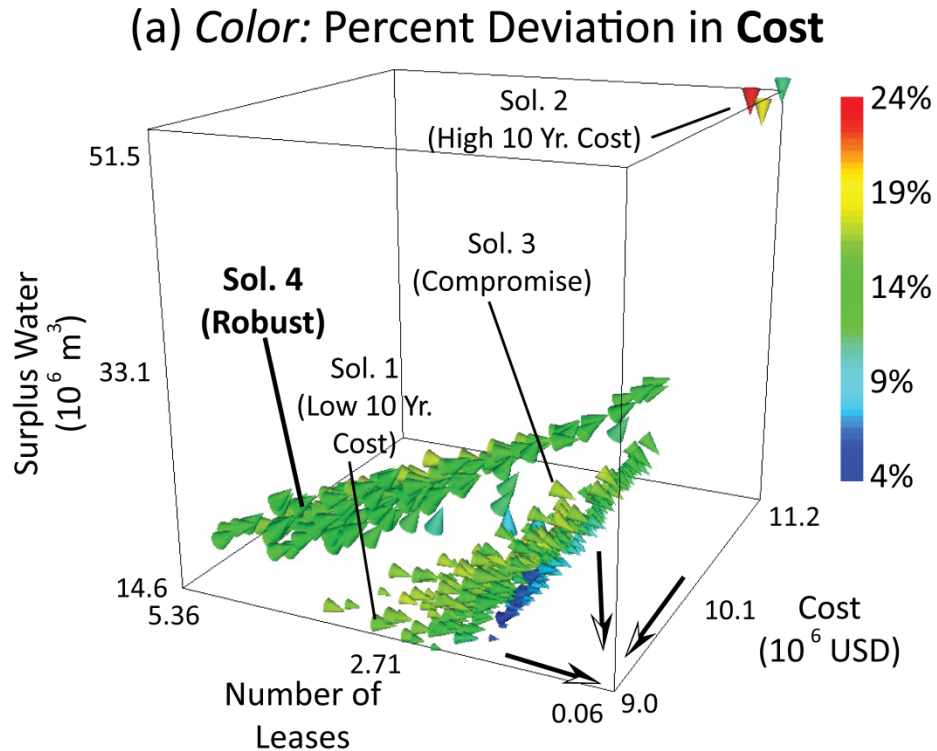 (a) Color: Percent Deviation in Cost
Sol. 2
(High 10 Yr. Cost)
24%
19%
14%
9%
4%
51.5
33.1
14.6
Surplus Water
(10⁶ m³)
Sol. 3
(Compromise)
Sol. 4
(Robust)
Sol. 1
(Low 10 Yr.
Cost)
5.36
2.71
0.06
Number of
Leases
9.0
10.1
11.2
Cost
(10⁶ USD)